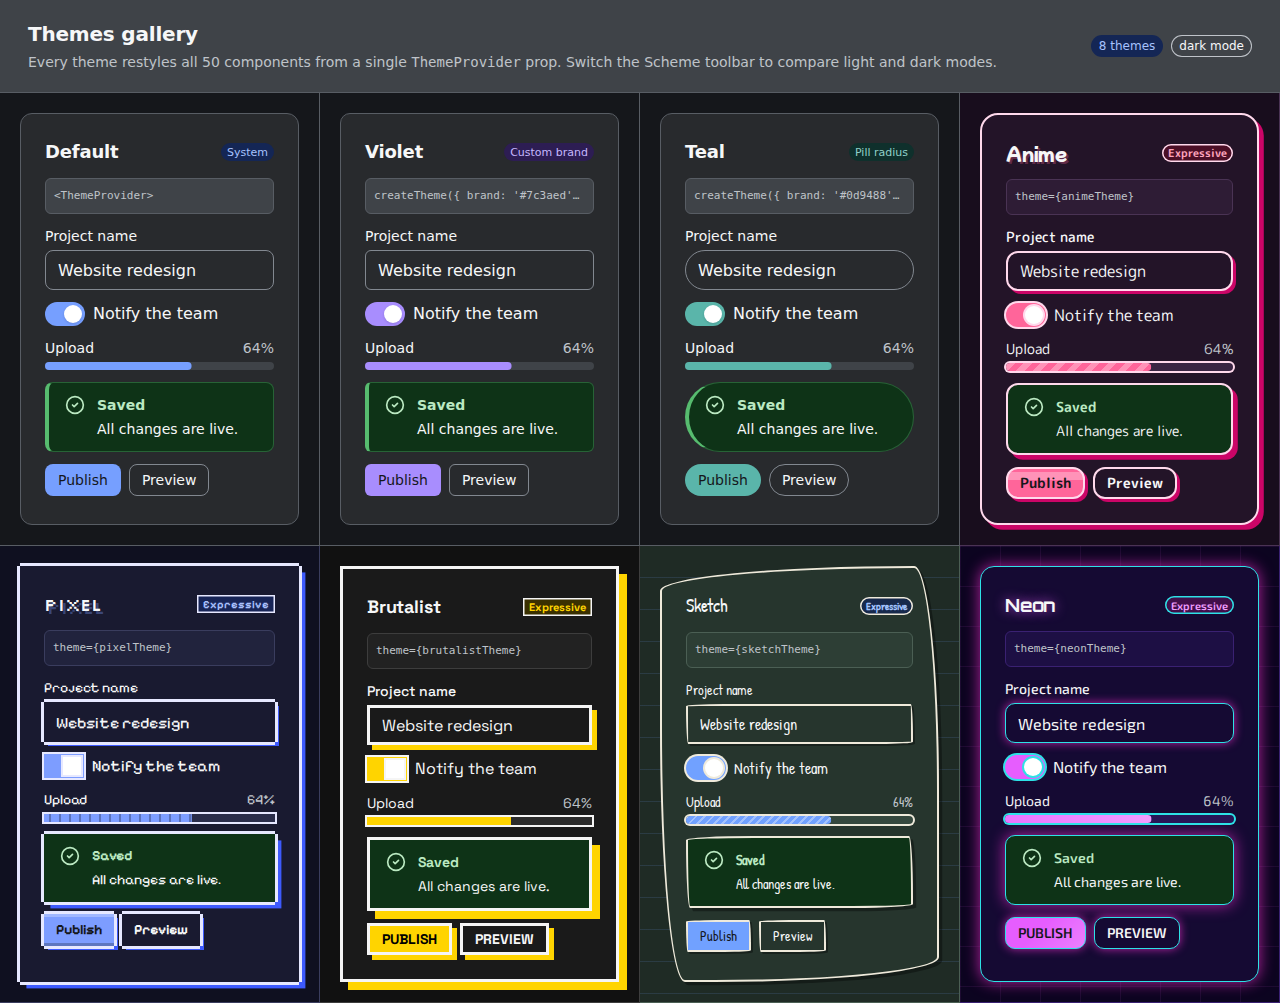 Themes gallery
Every theme restyles all 50 components from a single ThemeProvider prop. Switch the Scheme toolbar to compare light and dark modes.
8 themes
dark mode
Default
System
<ThemeProvider>
Project name
Website redesign
Notify the team
Upload
64%
Saved
All changes are live.
Publish
Preview
Violet
Custom brand
createTheme({ brand: '#7c3aed'…
Project name
Website redesign
Notify the team
Upload
64%
Saved
All changes are live.
Publish
Preview
Teal
Pill radius
createTheme({ brand: '#0d9488'…
Project name
Website redesign
Notify the team
Upload
64%
Saved
All changes are live.
Publish
Preview
Anime
Expressive
theme={animeTheme}
Project name
Website redesign
Notify the team
Upload
64%
Saved
All changes are live.
Publish
Preview
PIXEL
Expressive
theme={pixelTheme}
Project name
Website redesign
Notify the team
Upload
64%
Saved
All changes are live.
Publish
Preview
Brutalist
Expressive
theme={brutalistTheme}
Project name
Website redesign
Notify the team
Upload
64%
Saved
All changes are live.
PUBLISH
PREVIEW
Sketch
Expressive
theme={sketchTheme}
Project name
Website redesign
Notify the team
Upload
64%
Saved
All changes are live.
Publish
Preview
Neon
Expressive
theme={neonTheme}
Project name
Website redesign
Notify the team
Upload
64%
Saved
All changes are live.
PUBLISH
PREVIEW